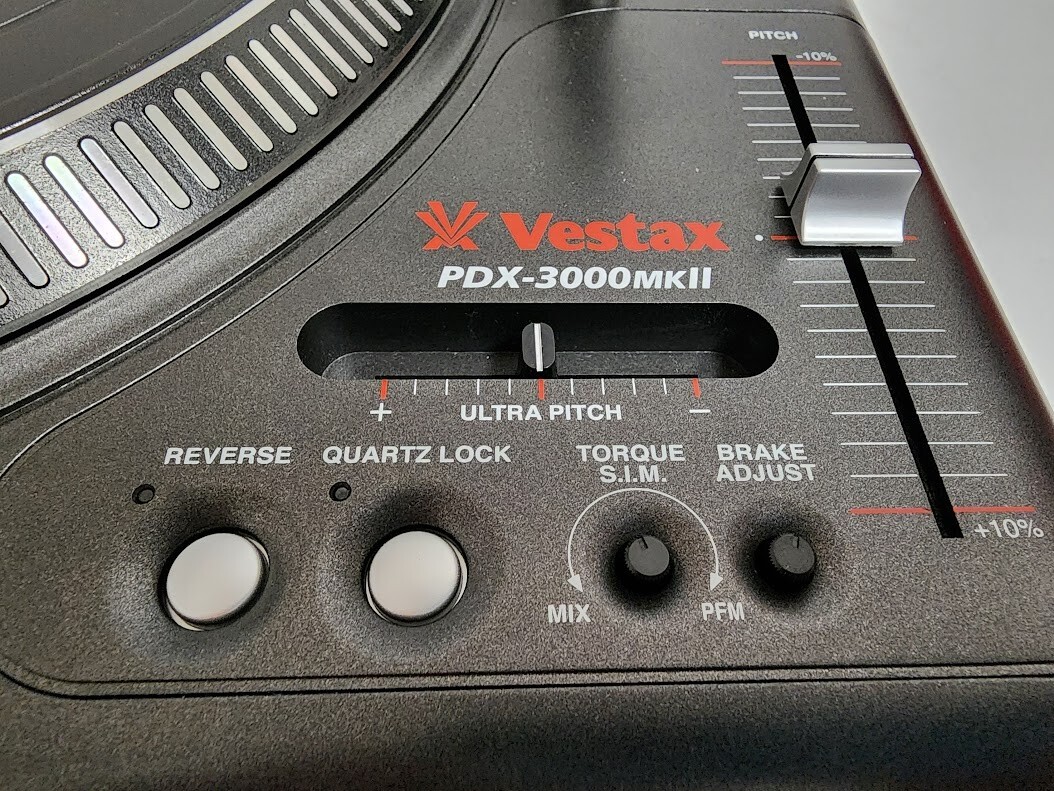 PITCH
-10%
Vestax
PDX-3000MKII
+ ULTRA PITCH −
REVERSE
QUARTZ LOCK
TORQUE
S.I.M.
BRAKE
ADJUST
+10%
MIX
PFM